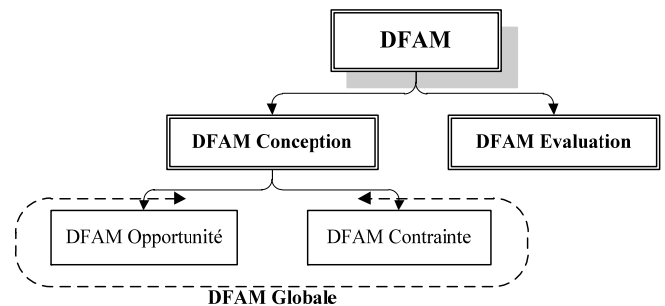 DFAM
DFAM Conception
DFAM Evaluation
DFAM Opportunité
DFAM Contrainte
DFAM Globale